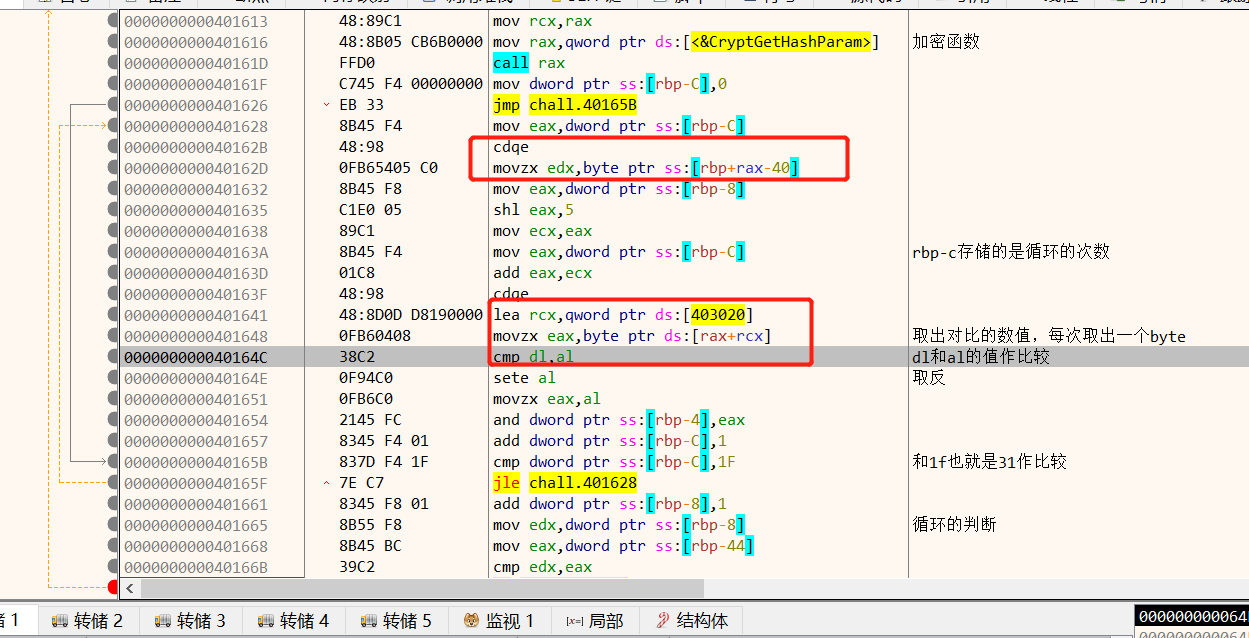 0000000000401613 48:89C1 mov rcx,rax
0000000000401616 48:8B05 CB6B0000 mov rax,qword ptr ds:[<&CryptGetHashParam>] 加密函数
000000000040161D FFD0 call rax
000000000040161F C745 F4 00000000 mov dword ptr ss:[rbp-C],0
0000000000401626 EB 33 jmp chall.40165B
0000000000401628 8B45 F4 mov eax,dword ptr ss:[rbp-C]
000000000040162B 48:98 cdqe
000000000040162D 0FB65405 C0 movzx edx,byte ptr ss:[rbp+rax-40]
0000000000401632 8B45 F8 mov eax,dword ptr ss:[rbp-8]
0000000000401635 C1E0 05 shl eax,5
0000000000401638 89C1 mov ecx,eax
000000000040163A 8B45 F4 mov eax,dword ptr ss:[rbp-C] rbp-c存储的是循环的次数
000000000040163D 01C8 add eax,ecx
000000000040163F 48:98 cdqe
0000000000401641 48:8D0D D8190000 lea rcx,qword ptr ds:[403020]
0000000000401648 0FB60408 movzx eax,byte ptr ds:[rax+rcx] 取出对比的数值，每次取出一个byte
000000000040164C 38C2 cmp dl,al dl和al的值作比较
000000000040164E 0F94C0 sete al 取反
0000000000401651 0FB6C0 movzx eax,al
0000000000401654 2145 FC and dword ptr ss:[rbp-4],eax
0000000000401657 8345 F4 01 add dword ptr ss:[rbp-C],1
000000000040165B 837D F4 1F cmp dword ptr ss:[rbp-C],1F 和1f也就是31作比较
000000000040165F 7E C7 jle chall.401628
0000000000401661 8345 F8 01 add dword ptr ss:[rbp-8],1
0000000000401665 8B55 F8 mov edx,dword ptr ss:[rbp-8] 循环的判断
0000000000401668 8B45 BC mov eax,dword ptr ss:[rbp-44]
000000000040166B 39C2 cmp edx,eax
1 转储 2 转储 3 转储 4 转储 5 监视 1 [x=] 局部 结构体